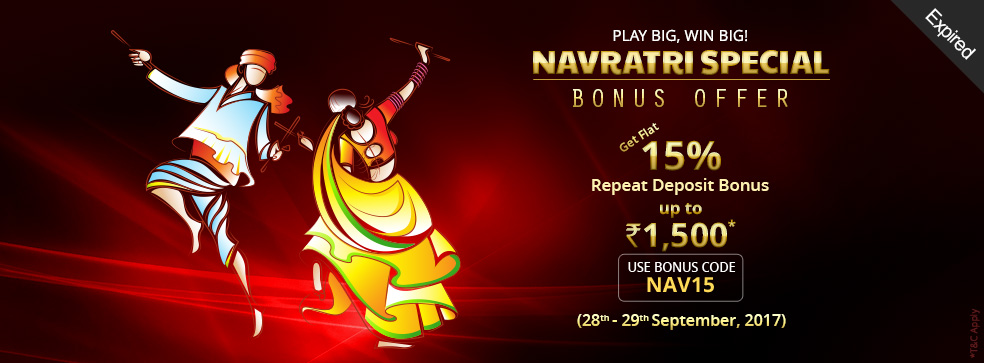 Expired
PLAY BIG, WIN BIG!
NAVRATRI SPECIAL
BONUS OFFER
Get Flat
15%
Repeat Deposit Bonus
up to
₹1,500*
USE BONUS CODE
NAV15
(28th - 29th September, 2017)
*T&C Apply